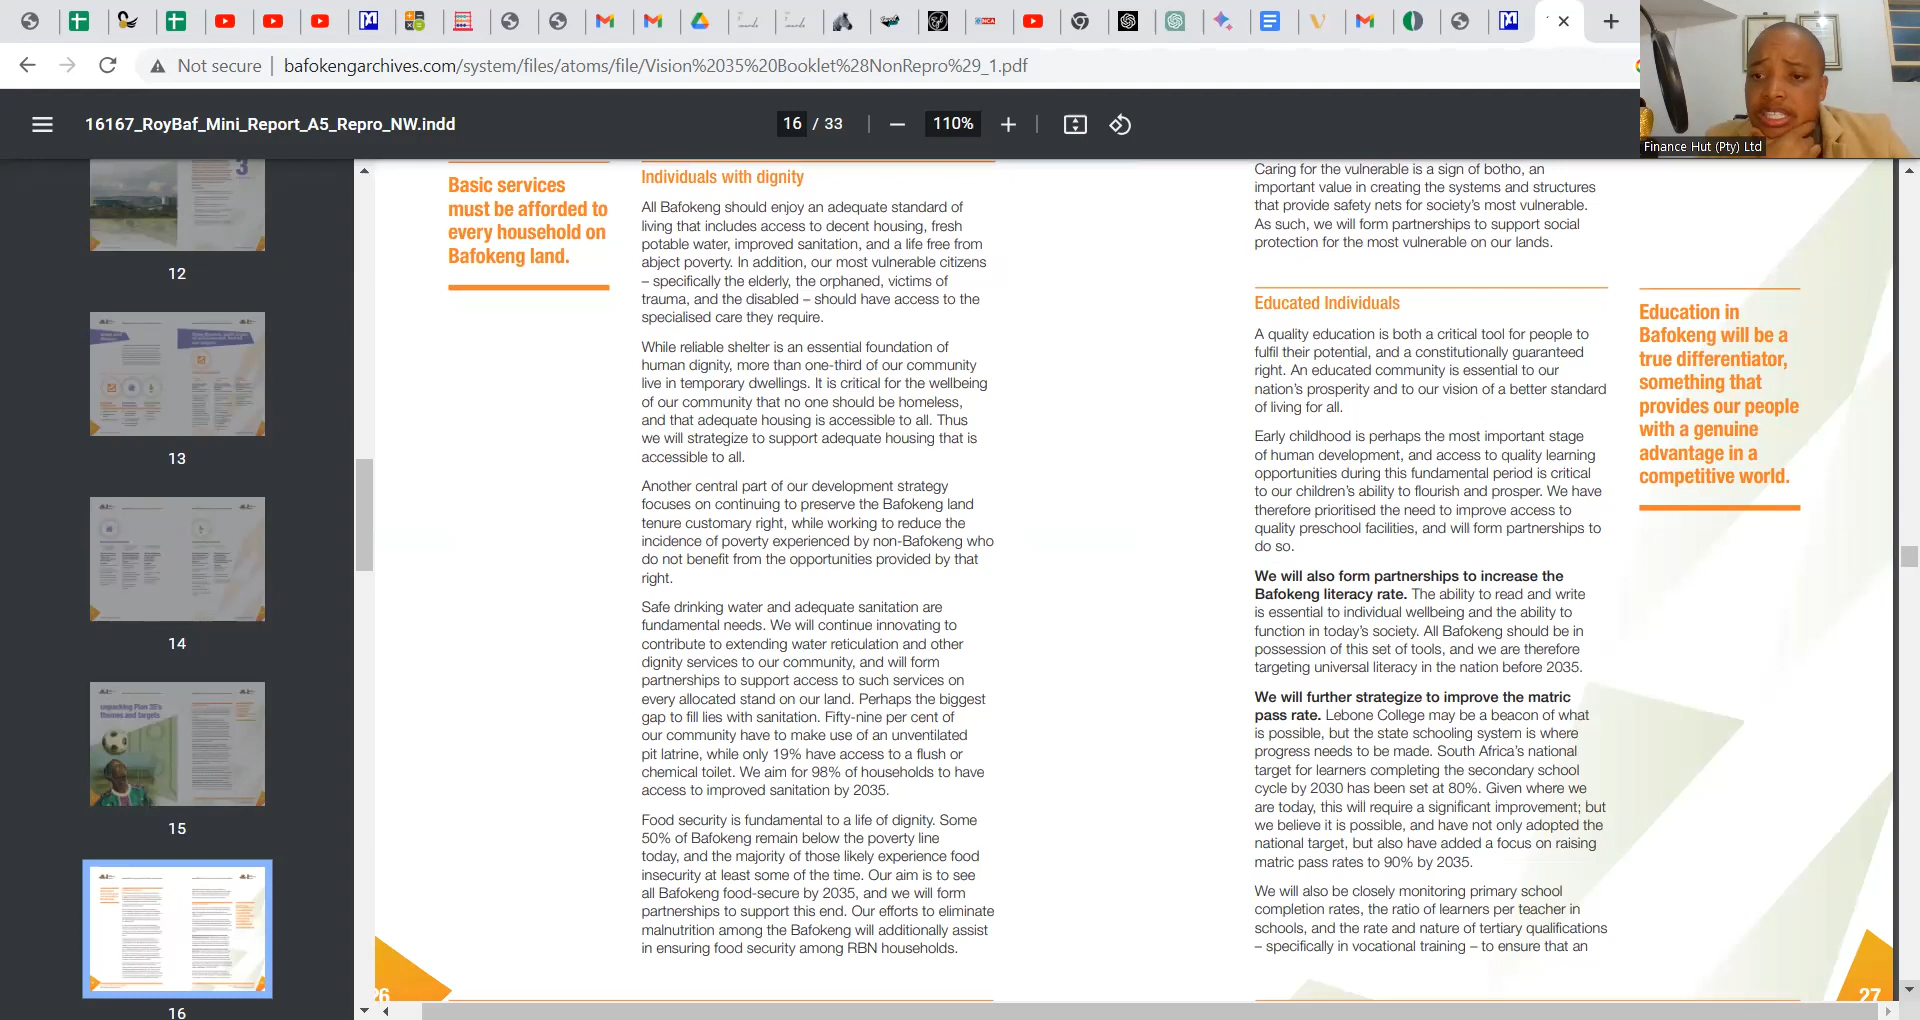 Not secure
bafokengarchives.com/system/files/atoms/file/Vision%2035%20Booklet%28NonRepro%29_1.pdf
Finance Hut (Pty) Ltd
16167_RoyBaf_Mini_Report_A5_Repro_NW.indd
16 / 33
110%
12
13
14
unpacking Plan 35's
themes and targets
15
16
Basic services
must be afforded to
every household on
Bafokeng land.
Individuals with dignity
All Bafokeng should enjoy an adequate standard of
living that includes access to decent housing, fresh
potable water, improved sanitation, and a life free from
abject poverty. In addition, our most vulnerable citizens
– specifically the elderly, the orphaned, victims of
trauma, and the disabled – should have access to the
specialised care they require.
While reliable shelter is an essential foundation of
human dignity, more than one-third of our community
live in temporary dwellings. It is critical for the wellbeing
of our community that no one should be homeless,
and that adequate housing is accessible to all. Thus
we will strategize to support adequate housing that is
accessible to all.
Another central part of our development strategy
focuses on continuing to preserve the Bafokeng land
tenure customary right, while working to reduce the
incidence of poverty experienced by non-Bafokeng who
do not benefit from the opportunities provided by that
right.
Safe drinking water and adequate sanitation are
fundamental needs. We will continue innovating to
contribute to extending water reticulation and other
dignity services to our community, and will form
partnerships to support access to such services on
every allocated stand on our land. Perhaps the biggest
gap to fill lies with sanitation. Fifty-nine per cent of
our community have to make use of an unventilated
pit latrine, while only 19% have access to a flush or
chemical toilet. We aim for 98% of households to have
access to improved sanitation by 2035.
Food security is fundamental to a life of dignity. Some
50% of Bafokeng remain below the poverty line
today, and the majority of those likely experience food
insecurity at least some of the time. Our aim is to see
all Bafokeng food-secure by 2035, and we will form
partnerships to support this end. Our efforts to eliminate
malnutrition among the Bafokeng will additionally assist
in ensuring food security among RBN households.
26
Caring for the vulnerable is a sign of botho, an
important value in creating the systems and structures
that provide safety nets for society's most vulnerable.
As such, we will form partnerships to support social
protection for the most vulnerable on our lands.
Educated Individuals
A quality education is both a critical tool for people to
fulfil their potential, and a constitutionally guaranteed
right. An educated community is essential to our
nation's prosperity and to our vision of a better standard
of living for all.
Early childhood is perhaps the most important stage
of human development, and access to quality learning
opportunities during this fundamental period is critical
to our children's ability to flourish and prosper. We have
therefore prioritised the need to improve access to
quality preschool facilities, and will form partnerships to
do so.
We will also form partnerships to increase the
Bafokeng literacy rate. The ability to read and write
is essential to individual wellbeing and the ability to
function in today's society. All Bafokeng should be in
possession of this set of tools, and we are therefore
targeting universal literacy in the nation before 2035.
We will further strategize to improve the matric
pass rate. Lebone College may be a beacon of what
is possible, but the state schooling system is where
progress needs to be made. South Africa's national
target for learners completing the secondary school
cycle by 2030 has been set at 80%. Given where we
are today, this will require a significant improvement; but
we believe it is possible, and have not only adopted the
national target, but also have added a focus on raising
matric pass rates to 90% by 2035.
We will also be closely monitoring primary school
completion rates, the ratio of learners per teacher in
schools, and the rate and nature of tertiary qualifications
– specifically in vocational training – to ensure that an
Education in
Bafokeng will be a
true differentiator,
something that
provides our people
with a genuine
advantage in a
competitive world.
27